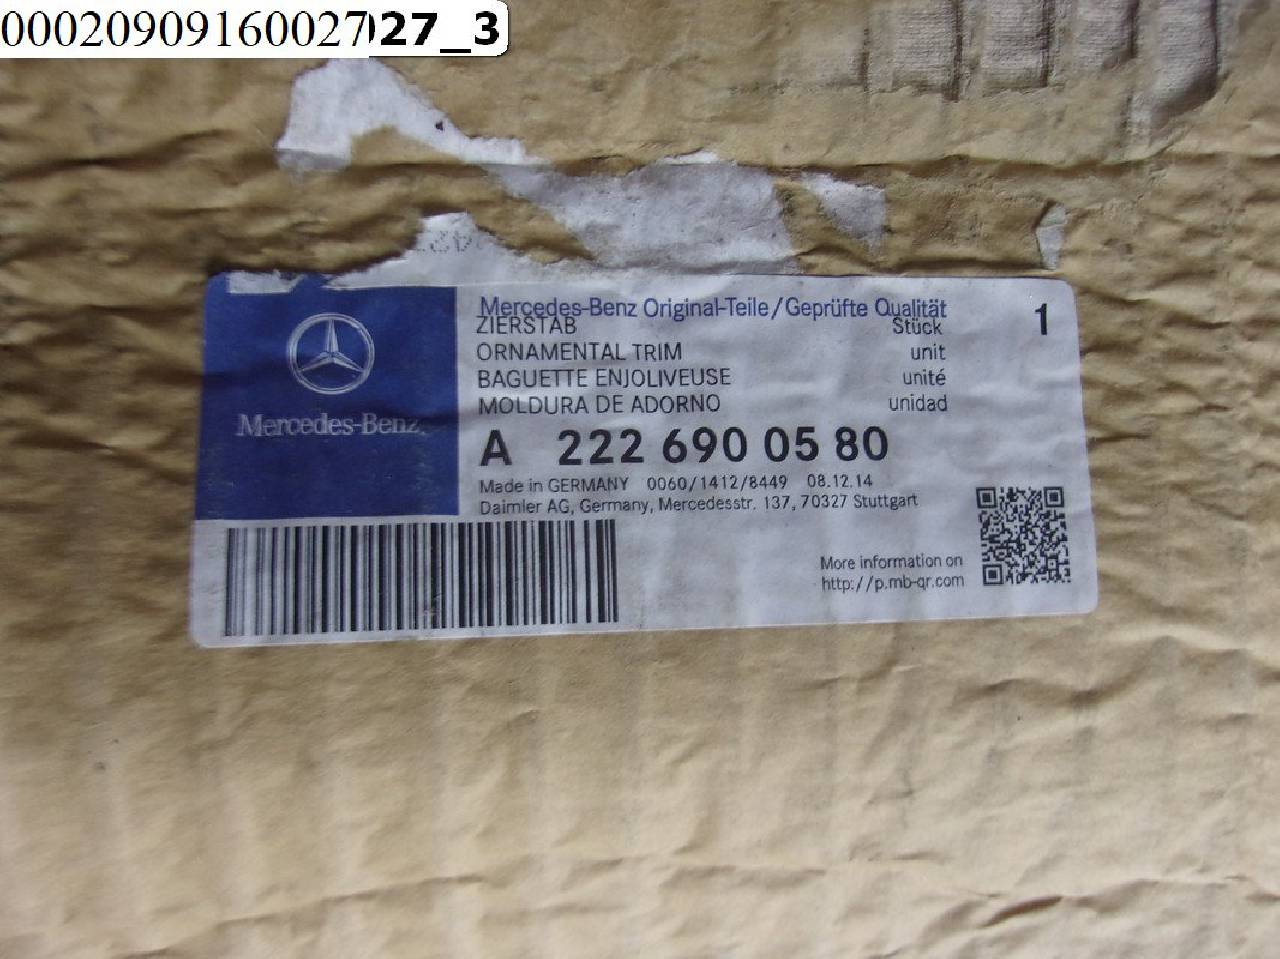 00020909160027
27_3
Mercedes-Benz Original-Teile/Geprüfte Qualität
ZIERSTAB Stück 1
ORNAMENTAL TRIM unit
BAGUETTE ENJOLIVEUSE unité
MOLDURA DE ADORNO unidad
Mercedes-Benz
A 222 690 05 80
Made in GERMANY 0060/1412/8449 08.12.14
Daimler AG, Germany, Mercedesstr. 137, 70327 Stuttgart
More information on
http://p.mb-qr.com